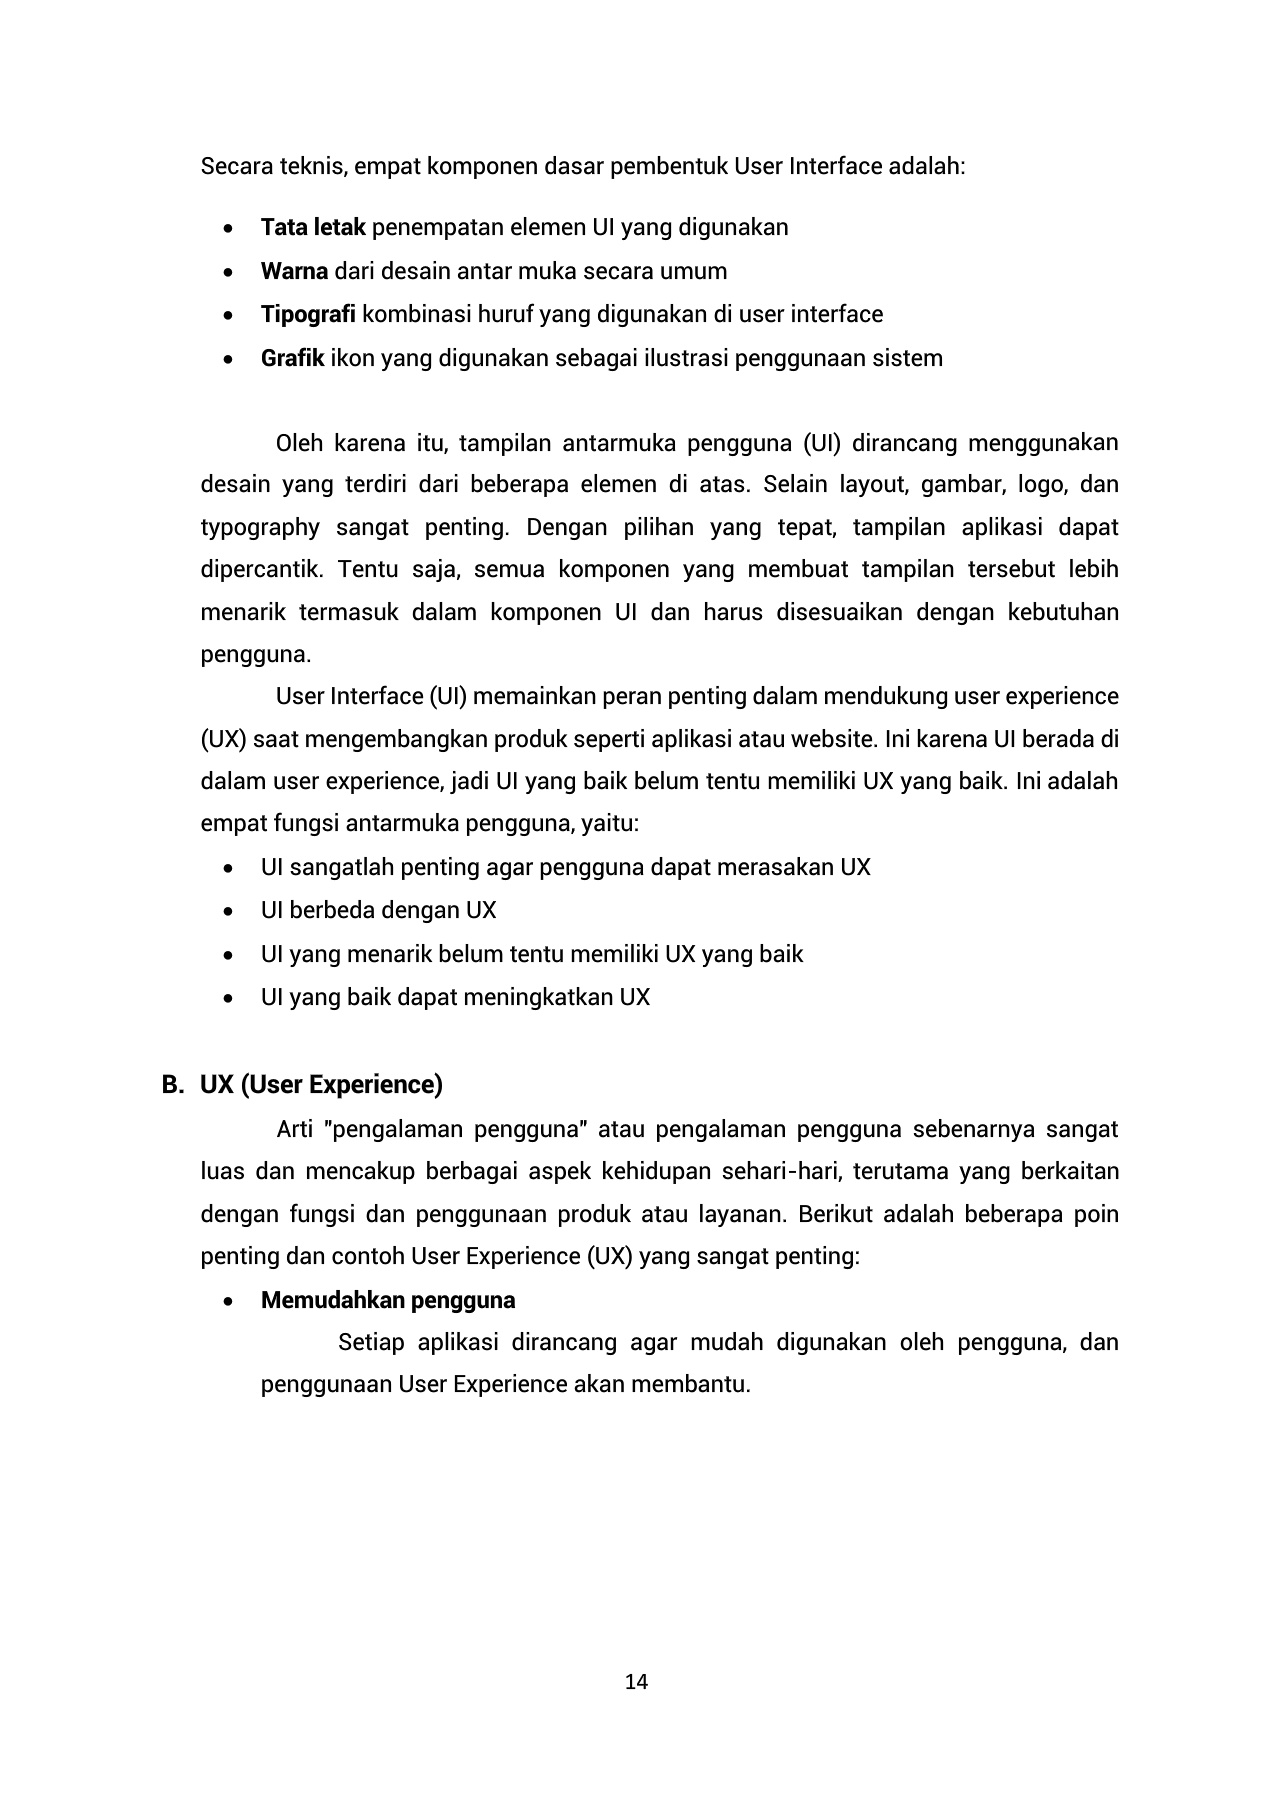 Secara teknis, empat komponen dasar pembentuk User Interface adalah:
• Tata letak penempatan elemen UI yang digunakan
• Warna dari desain antar muka secara umum
• Tipografi kombinasi huruf yang digunakan di user interface
• Grafik ikon yang digunakan sebagai ilustrasi penggunaan sistem
Oleh karena itu, tampilan antarmuka pengguna (UI) dirancang menggunakan
desain yang terdiri dari beberapa elemen di atas. Selain layout, gambar, logo, dan
typography sangat penting. Dengan pilihan yang tepat, tampilan aplikasi dapat
dipercantik. Tentu saja, semua komponen yang membuat tampilan tersebut lebih
menarik termasuk dalam komponen UI dan harus disesuaikan dengan kebutuhan
pengguna.
User Interface (UI) memainkan peran penting dalam mendukung user experience
(UX) saat mengembangkan produk seperti aplikasi atau website. Ini karena UI berada di
dalam user experience, jadi UI yang baik belum tentu memiliki UX yang baik. Ini adalah
empat fungsi antarmuka pengguna, yaitu:
• UI sangatlah penting agar pengguna dapat merasakan UX
• UI berbeda dengan UX
• UI yang menarik belum tentu memiliki UX yang baik
• UI yang baik dapat meningkatkan UX
B. UX (User Experience)
Arti "pengalaman pengguna" atau pengalaman pengguna sebenarnya sangat
luas dan mencakup berbagai aspek kehidupan sehari-hari, terutama yang berkaitan
dengan fungsi dan penggunaan produk atau layanan. Berikut adalah beberapa poin
penting dan contoh User Experience (UX) yang sangat penting:
• Memudahkan pengguna
Setiap aplikasi dirancang agar mudah digunakan oleh pengguna, dan
penggunaan User Experience akan membantu.
14